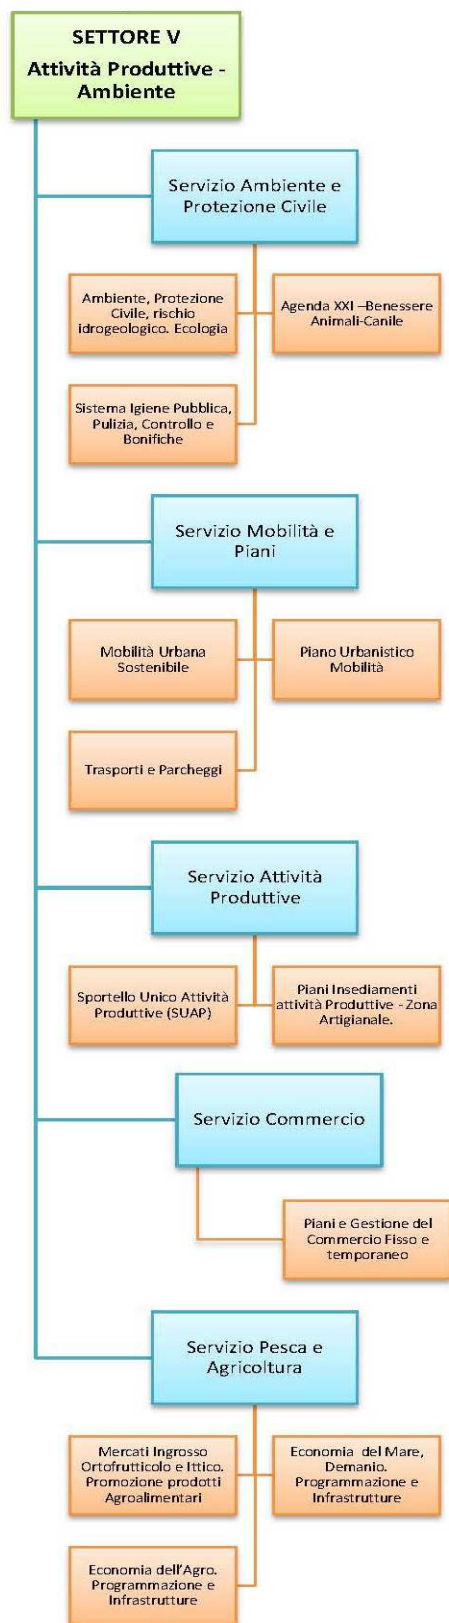 SETTORE V
Attività Produttive -
Ambiente
Servizio Ambiente e
Protezione Civile
Ambiente, Protezione
Civile, rischio
idrogeologico. Ecologia
Agenda XXI –Benessere
Animali-Canile
Sistema Igiene Pubblica,
Pulizia, Controllo e
Bonifiche
Servizio Mobilità e
Piani
Mobilità Urbana
Sostenibile
Piano Urbanistico
Mobilità
Trasporti e Parcheggi
Servizio Attività
Produttive
Sportello Unico Attività
Produttive (SUAP)
Piani Insediamenti
attività Produttive - Zona
Artigianale.
Servizio Commercio
Piani e Gestione del
Commercio Fisso e
temporaneo
Servizio Pesca e
Agricoltura
Mercati Ingrosso
Ortofrutticolo e Ittico.
Promozione prodotti
Agroalimentari
Economia del Mare,
Demanio.
Programmazione e
Infrastrutture
Economia dell'Agro.
Programmazione e
Infrastrutture